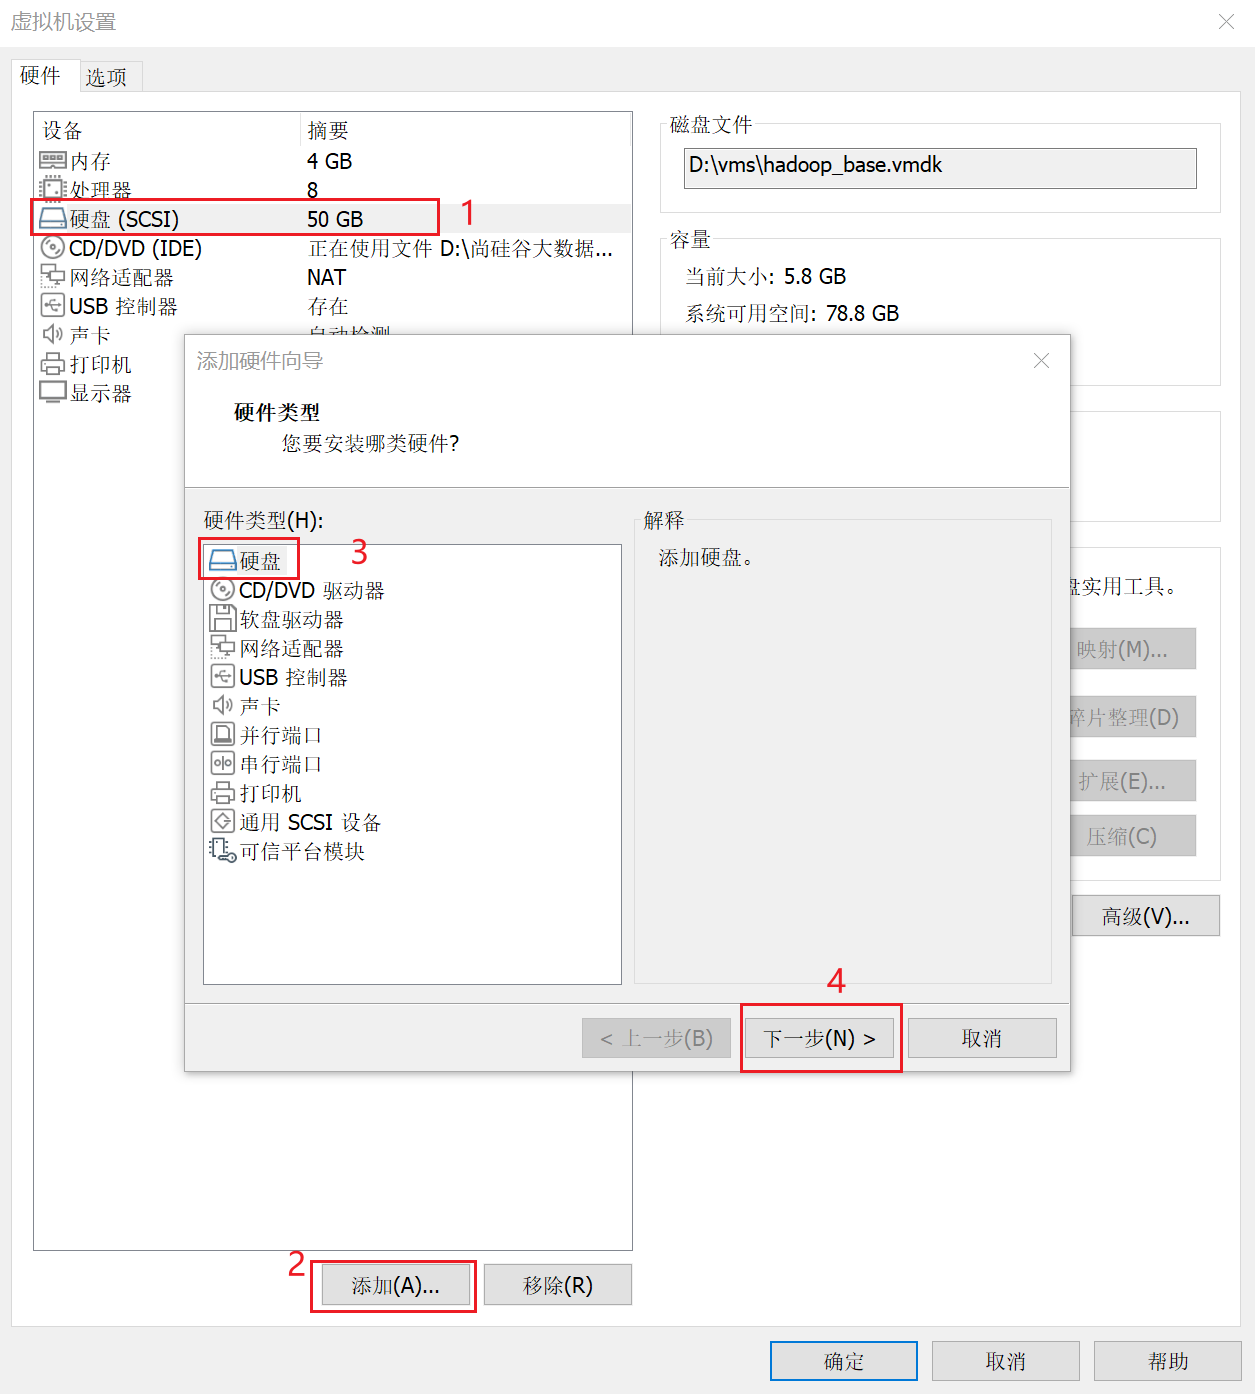 虚拟机设置
硬件 选项
设备 摘要
内存 4 GB
处理器 8
硬盘 (SCSI) 50 GB
1
CD/DVD (IDE) 正在使用文件 D:\尚硅谷大数据...
网络适配器 NAT
USB 控制器 存在
声卡 自动检测
打印机
显示器
磁盘文件
D:\vms\hadoop_base.vmdk
容量
当前大小: 5.8 GB
系统可用空间: 78.8 GB
添加硬件向导
硬件类型
您要安装哪类硬件?
硬件类型(H):
硬盘
3
CD/DVD 驱动器
软盘驱动器
网络适配器
USB 控制器
声卡
并行端口
串行端口
打印机
通用 SCSI 设备
可信平台模块
解释
添加硬盘。
4
< 上一步(B) 下一步(N) > 取消
盘实用工具。
映射(M)...
碎片整理(D)
扩展(E)...
压缩(C)
高级(V)...
2
添加(A)... 移除(R)
确定 取消 帮助